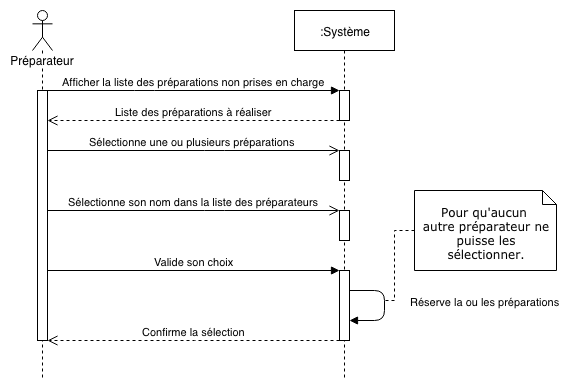 :Système
Préparateur
Afficher la liste des préparations non prises en charge
Liste des préparations à réaliser
Sélectionne une ou plusieurs préparations
Sélectionne son nom dans la liste des préparateurs
Pour qu'aucun
autre préparateur ne
puisse les
sélectionner.
Valide son choix
Réserve la ou les préparations
Confirme la sélection